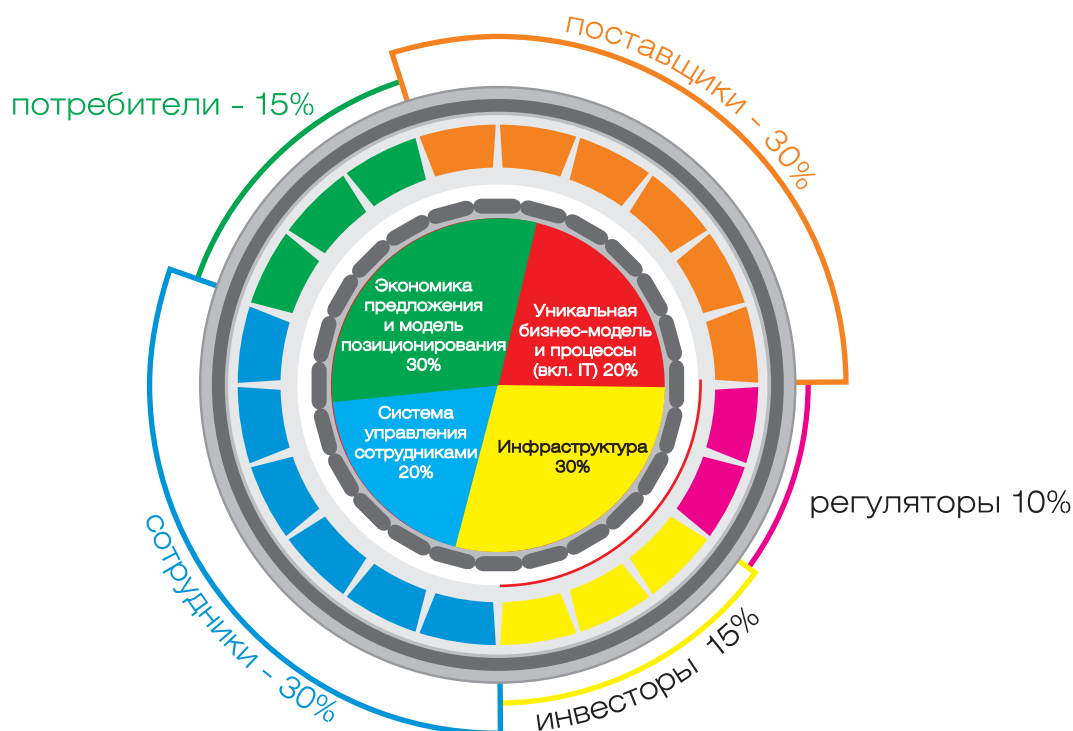 поставщики - 30%
потребители - 15%
Экономика
предложения
и модель
позиционирования
30%
Уникальная
бизнес-модель
и процессы
(вкл. IT) 20%
Система
управления
сотрудниками
20%
Инфраструктура
30%
регуляторы 10%
сотрудники - 30%
инвесторы 15%